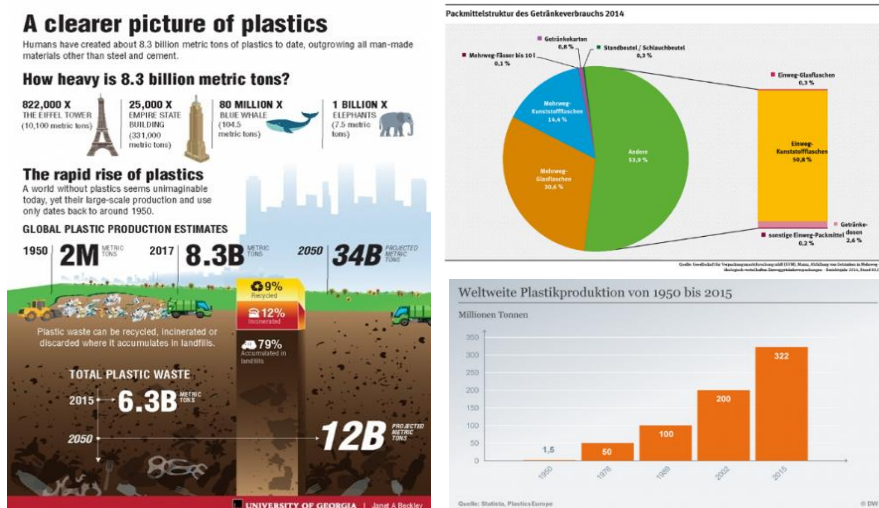 A clearer picture of plastics
Humans have created about 8.3 billion metric tons of plastics to date, outgrowing all man-made
materials other than steel and cement.
How heavy is 8.3 billion metric tons?
822,000 X
THE EIFFEL TOWER
(10,100 metric tons)
25,000 X
EMPIRE STATE
BUILDING
(331,000
metric tons)
80 MILLION X
BLUE WHALE
(104.5
metric tons)
1 BILLION X
ELEPHANTS
(7.5 metric
tons)
The rapid rise of plastics
A world without plastics seems unimaginable
today, yet their large-scale production and use
only dates back to around 1950.
GLOBAL PLASTIC PRODUCTION ESTIMATES
1950 2M METRIC TONS
2017 8.3B METRIC TONS
2050 34B PROJECTED METRIC TONS
9%
Recycled
12%
Incinerated
79%
Accumulated in
landfills
Plastic waste can be recycled, incinerated or
discarded where it accumulates in landfills.
TOTAL PLASTIC WASTE
2015 6.3B METRIC TONS
2050 12B PROJECTED METRIC TONS
UNIVERSITY OF GEORGIA | Janet A Beckley
Packmittelstruktur des Getränkeverbrauchs 2014
Getränkekarten
0,8 %
Standbeutel / Schlauchbeutel
0,3 %
Mehrweg-Fässer bis 10 l
0,1 %
Mehrweg-
Kunststoffflaschen
14,4 %
Mehrweg-
Glasflaschen
30,6 %
Andere
53,9 %
Einweg-Glasflaschen
0,3 %
Einweg-
Kunststoffflaschen
50,8 %
Getränke-
dosen
2,6 %
sonstige Einweg-Packmittel
0,2 %
Weltweite Plastikproduktion von 1950 bis 2015
Millionen Tonnen
350
300
250
200
150
100
50
0
1,5
50
100
200
322
1950
1976
1989
2002
2015
Quelle: Statista, PlasticsEurope
© DW